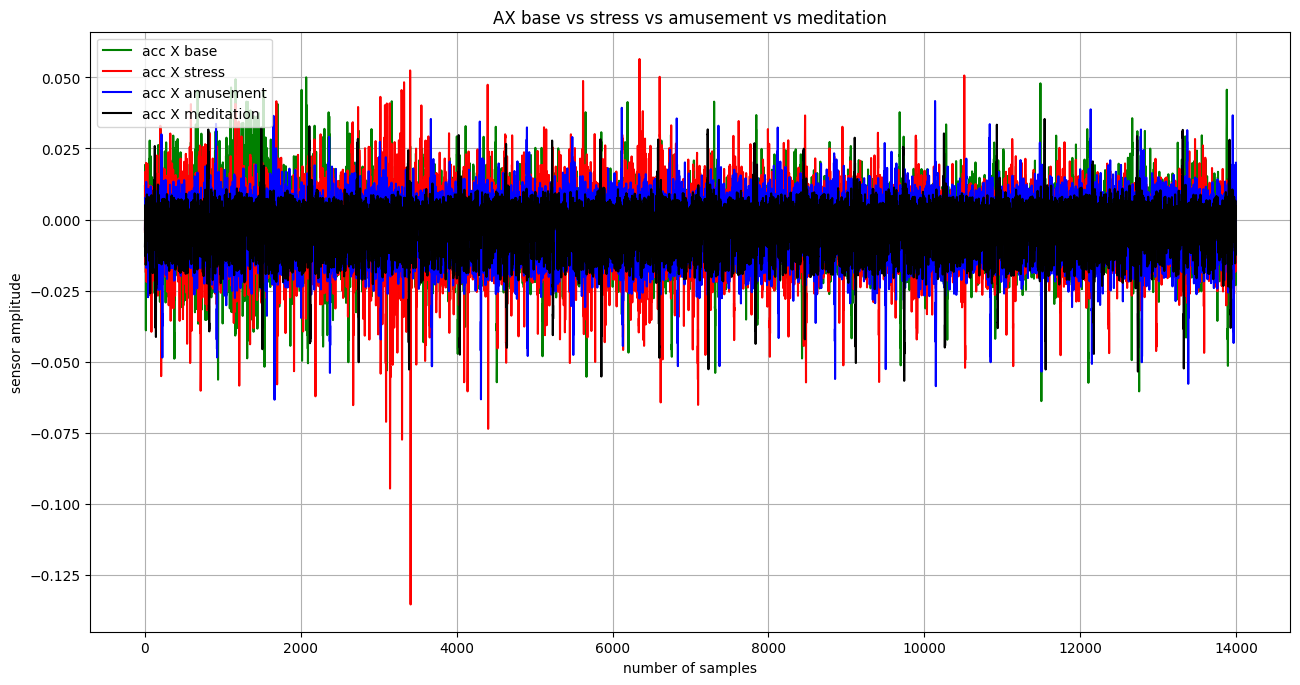 AX base vs stress vs amusement vs meditation
acc X base
acc X stress
acc X amusement
acc X meditation
0.050
0.025
0.000
−0.025
−0.050
−0.075
−0.100
−0.125
sensor amplitude
0 2000 4000 6000 8000 10000 12000 14000
number of samples